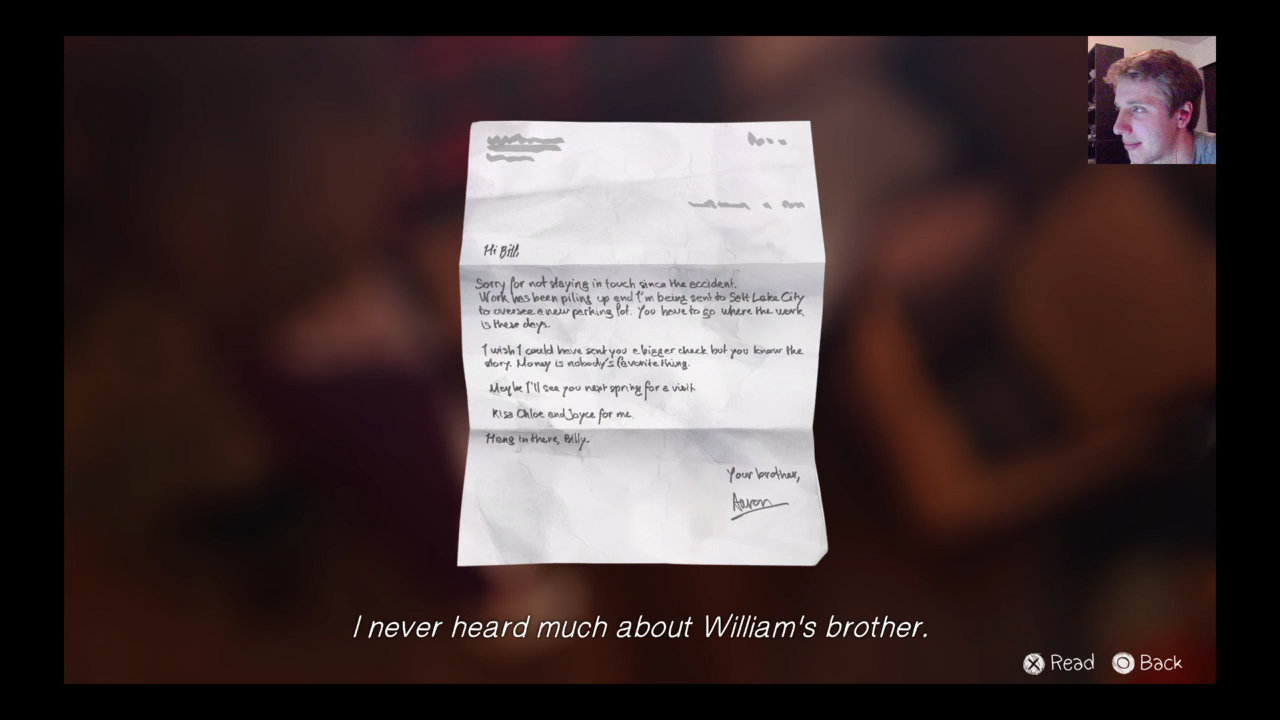 Hi Bill,
Sorry for not staying in touch since the accident.
Work has been piling up and I'm being sent to Salt Lake City
to oversee a new parking lot. You have to go where the work
is these days.
I wish I could have sent you a bigger check but you know the
story. Money is nobody's favorite thing.
Maybe I'll see you next spring for a visit.
Kiss Chloe and Joyce for me.
Hang in there, Billy.
Your brother,
Aaron
I never heard much about William's brother.
Read Back